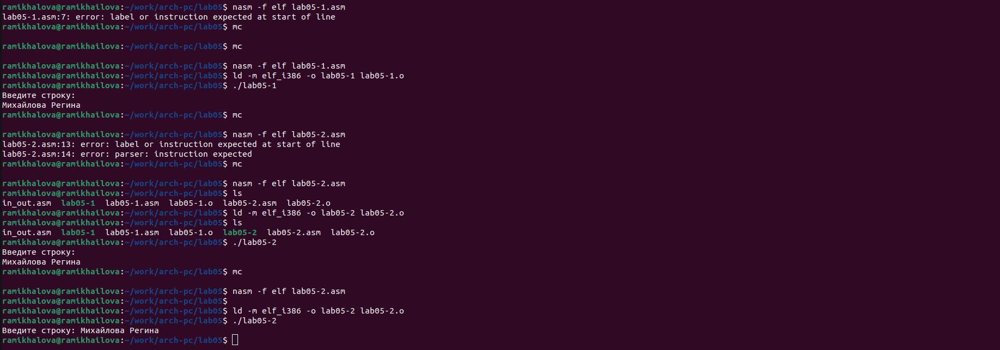 ramikhalova@ramikhailova:~/work/arch-pc/lab05$ nasm -f elf lab05-1.asm
lab05-1.asm:7: error: label or instruction expected at start of line
ramikhalova@ramikhailova:~/work/arch-pc/lab05$ mc
ramikhalova@ramikhailova:~/work/arch-pc/lab05$ mc
ramikhalova@ramikhailova:~/work/arch-pc/lab05$ nasm -f elf lab05-1.asm
ramikhalova@ramikhailova:~/work/arch-pc/lab05$ ld -m elf_i386 -o lab05-1 lab05-1.o
ramikhalova@ramikhailova:~/work/arch-pc/lab05$ ./lab05-1
Введите строку:
Михайлова Регина
ramikhalova@ramikhailova:~/work/arch-pc/lab05$ mc
ramikhalova@ramikhailova:~/work/arch-pc/lab05$ nasm -f elf lab05-2.asm
lab05-2.asm:13: error: label or instruction expected at start of line
lab05-2.asm:14: error: parser: instruction expected
ramikhalova@ramikhailova:~/work/arch-pc/lab05$ mc
ramikhalova@ramikhailova:~/work/arch-pc/lab05$ nasm -f elf lab05-2.asm
ramikhalova@ramikhailova:~/work/arch-pc/lab05$ ls
in_out.asm  lab05-1  lab05-1.asm  lab05-1.o  lab05-2.asm  lab05-2.o
ramikhalova@ramikhailova:~/work/arch-pc/lab05$ ld -m elf_i386 -o lab05-2 lab05-2.o
ramikhalova@ramikhailova:~/work/arch-pc/lab05$ ls
in_out.asm  lab05-1  lab05-1.asm  lab05-1.o  lab05-2  lab05-2.asm  lab05-2.o
ramikhalova@ramikhailova:~/work/arch-pc/lab05$ ./lab05-2
Введите строку:
Михайлова Регина
ramikhalova@ramikhailova:~/work/arch-pc/lab05$ mc
ramikhalova@ramikhailova:~/work/arch-pc/lab05$ nasm -f elf lab05-2.asm
ramikhalova@ramikhailova:~/work/arch-pc/lab05$
ramikhalova@ramikhailova:~/work/arch-pc/lab05$ ld -m elf_i386 -o lab05-2 lab05-2.o
ramikhalova@ramikhailova:~/work/arch-pc/lab05$ ./lab05-2
Введите строку: Михайлова Регина
ramikhalova@ramikhailova:~/work/arch-pc/lab05$